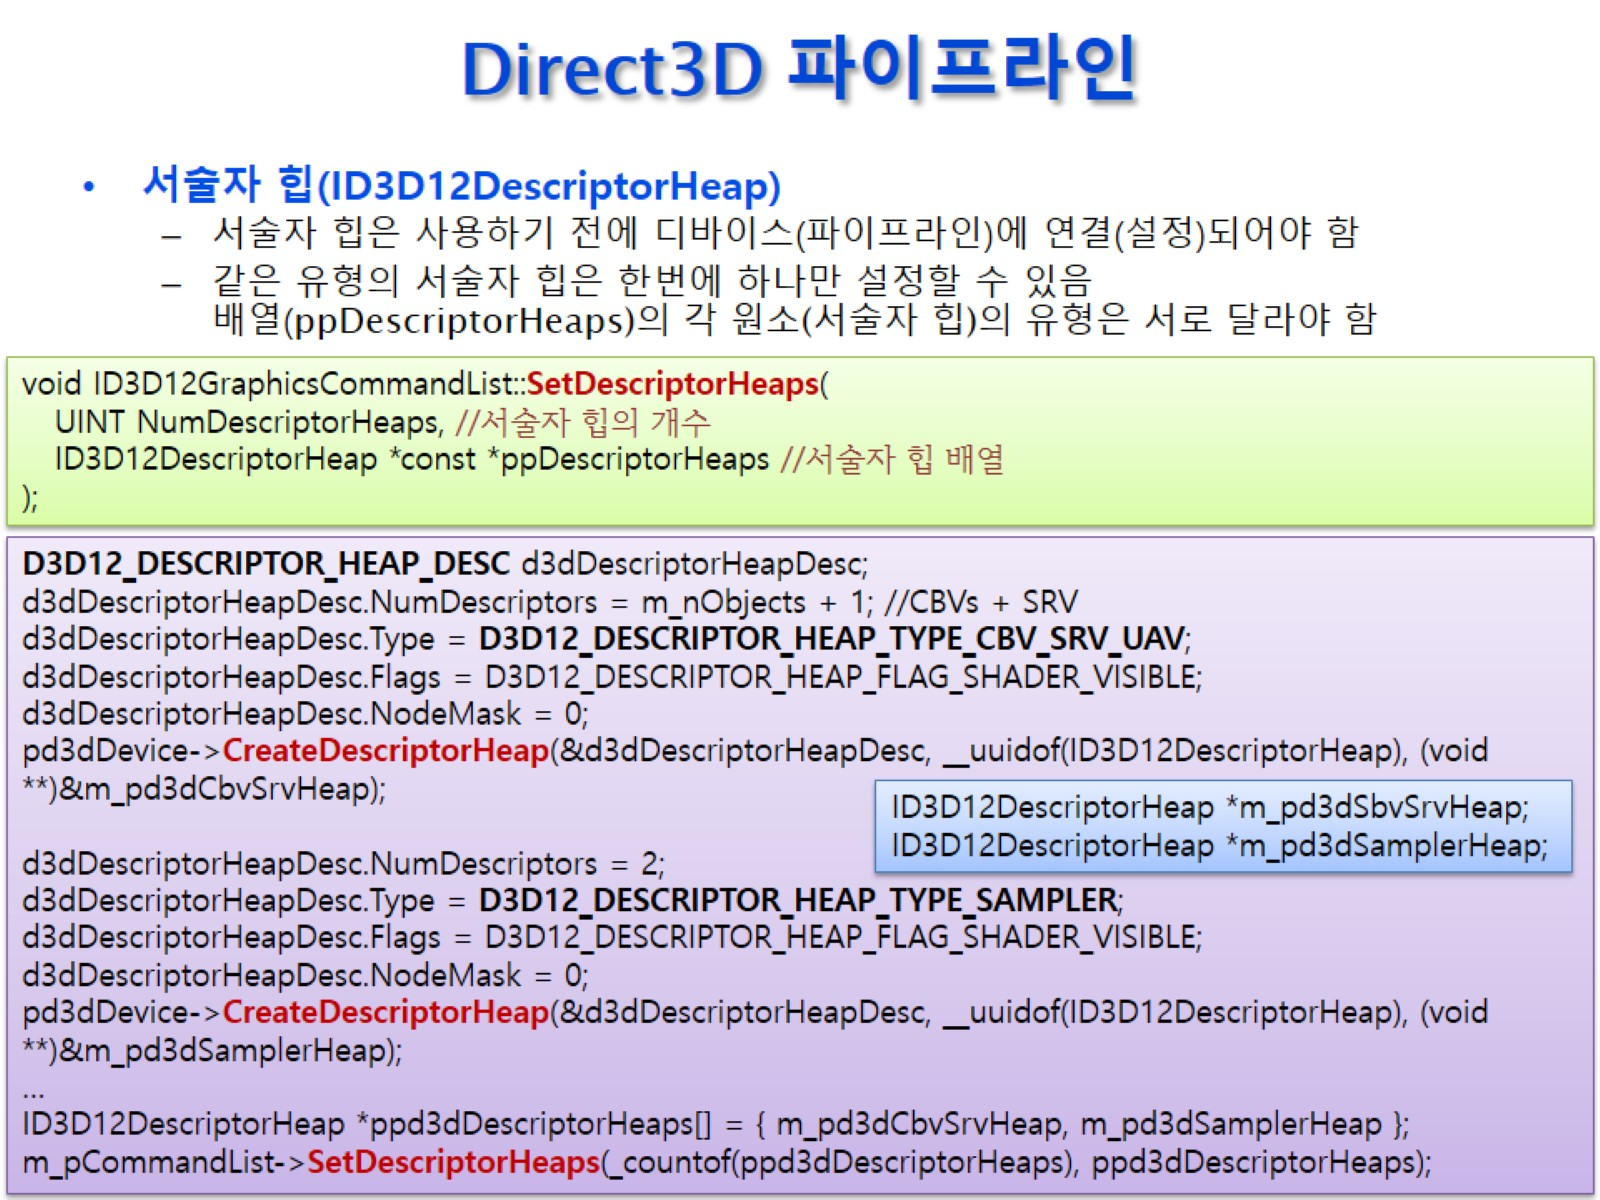 Direct3D 파이프라인
• 서술자 힙(ID3D12DescriptorHeap)
– 서술자 힙은 사용하기 전에 디바이스(파이프라인)에 연결(설정)되어야 함
– 같은 유형의 서술자 힙은 한번에 하나만 설정할 수 있음
배열(ppDescriptorHeaps)의 각 원소(서술자 힙)의 유형은 서로 달라야 함
void ID3D12GraphicsCommandList::SetDescriptorHeaps(
UINT NumDescriptorHeaps, //서술자 힙의 개수
ID3D12DescriptorHeap *const *ppDescriptorHeaps //서술자 힙 배열
);
D3D12_DESCRIPTOR_HEAP_DESC d3dDescriptorHeapDesc;
d3dDescriptorHeapDesc.NumDescriptors = m_nObjects + 1; //CBVs + SRV
d3dDescriptorHeapDesc.Type = D3D12_DESCRIPTOR_HEAP_TYPE_CBV_SRV_UAV;
d3dDescriptorHeapDesc.Flags = D3D12_DESCRIPTOR_HEAP_FLAG_SHADER_VISIBLE;
d3dDescriptorHeapDesc.NodeMask = 0;
pd3dDevice->CreateDescriptorHeap(&d3dDescriptorHeapDesc, __uuidof(ID3D12DescriptorHeap), (void
**)&m_pd3dCbvSrvHeap);
ID3D12DescriptorHeap *m_pd3dSbvSrvHeap;
ID3D12DescriptorHeap *m_pd3dSamplerHeap;
d3dDescriptorHeapDesc.NumDescriptors = 2;
d3dDescriptorHeapDesc.Type = D3D12_DESCRIPTOR_HEAP_TYPE_SAMPLER;
d3dDescriptorHeapDesc.Flags = D3D12_DESCRIPTOR_HEAP_FLAG_SHADER_VISIBLE;
d3dDescriptorHeapDesc.NodeMask = 0;
pd3dDevice->CreateDescriptorHeap(&d3dDescriptorHeapDesc, __uuidof(ID3D12DescriptorHeap), (void
**)&m_pd3dSamplerHeap);
...
ID3D12DescriptorHeap *ppd3dDescriptorHeaps[] = { m_pd3dCbvSrvHeap, m_pd3dSamplerHeap };
m_pCommandList->SetDescriptorHeaps(_countof(ppd3dDescriptorHeaps), ppd3dDescriptorHeaps);